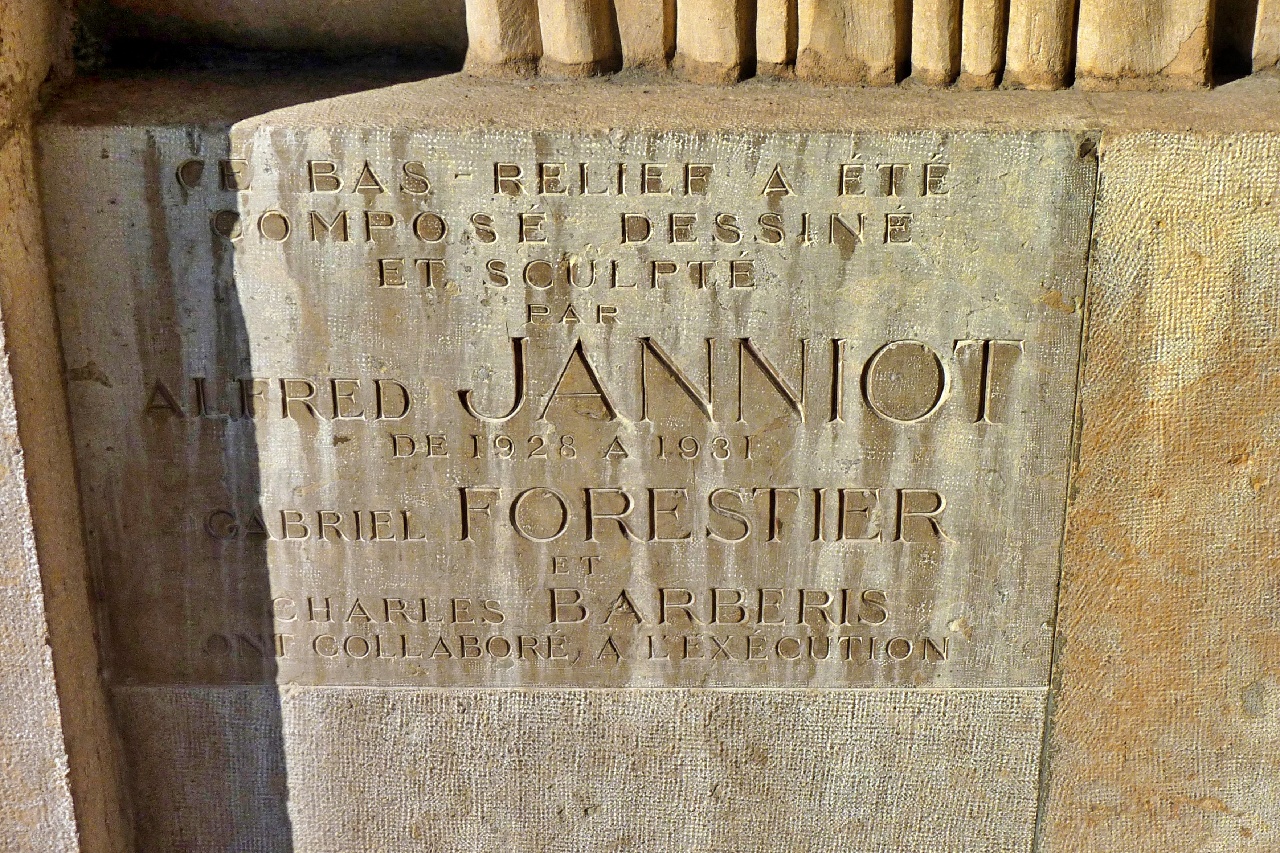 CE BAS-RELIEF A ÉTÉ
COMPOSÉ DESSINÉ
ET SCULPTÉ
PAR
ALFRED JANNIOT
DE 1928 A 1931
GABRIEL FORESTIER
ET
CHARLES BARBERIS
ONT COLLABORÉ, A L'EXÉCUTION